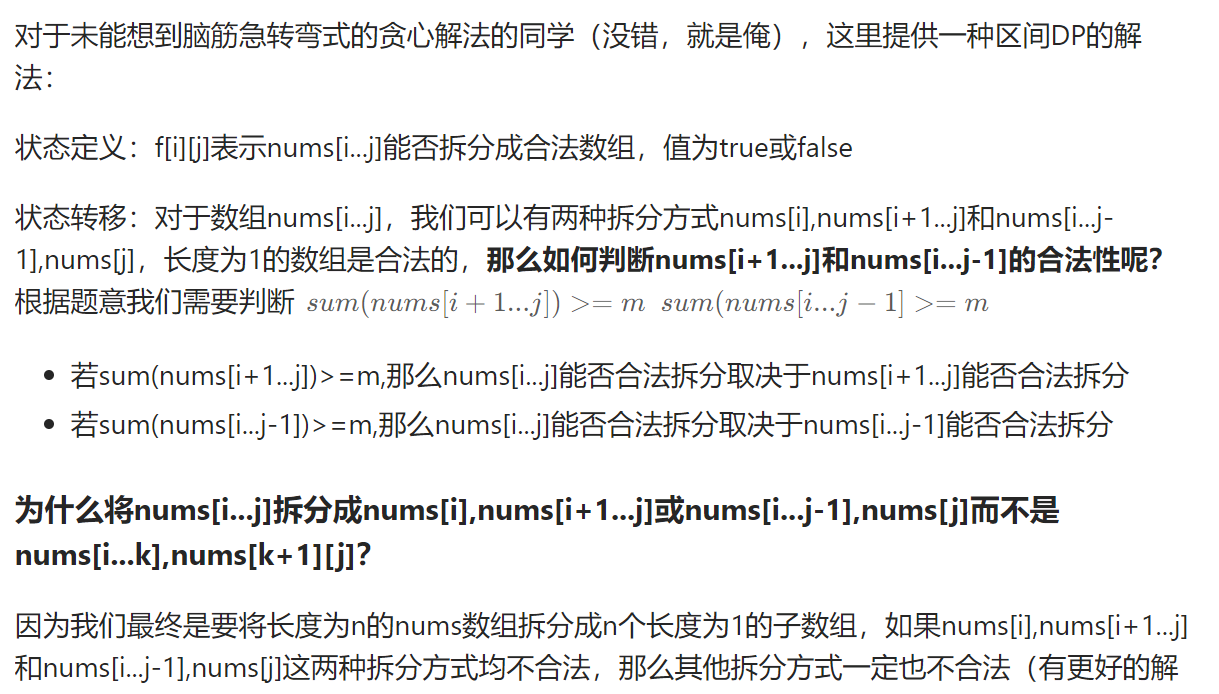 对于未能想到脑筋急转弯式的贪心解法的同学（没错，就是俺），这里提供一种区间DP的解
法：
状态定义：f[i][j]表示nums[i...j]能否拆分成合法数组，值为true或false
状态转移：对于数组nums[i...j]，我们可以有两种拆分方式nums[i],nums[i+1...j]和nums[i...j-
1],nums[j]，长度为1的数组是合法的，那么如何判断nums[i+1...j]和nums[i...j-1]的合法性呢？
根据题意我们需要判断 sum(nums[i + 1...j]) >= m sum(nums[i...j − 1] >= m
• 若sum(nums[i+1...j])>=m,那么nums[i...j]能否合法拆分取决于nums[i+1...j]能否合法拆分
• 若sum(nums[i...j-1])>=m,那么nums[i...j]能否合法拆分取决于nums[i...j-1]能否合法拆分
为什么将nums[i...j]拆分成nums[i],nums[i+1...j]或nums[i...j-1],nums[j]而不是
nums[i...k],nums[k+1][j]？
因为我们最终是要将长度为n的nums数组拆分成n个长度为1的子数组，如果nums[i],nums[i+1...j]
和nums[i...j-1],nums[j]这两种拆分方式均不合法，那么其他拆分方式一定也不合法（有更好的解